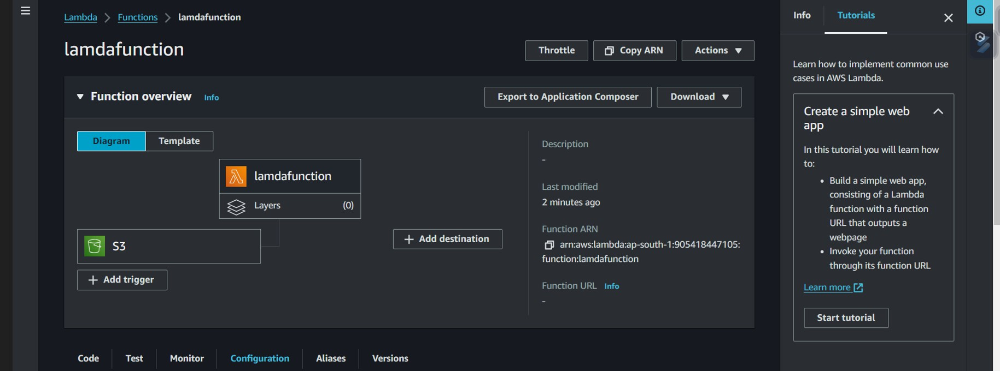 Lambda > Functions > lamdafunction
lamdafunction
Throttle
Copy ARN
Actions
Function overview Info
Export to Application Composer
Download
Diagram
Template
lamdafunction
Layers (0)
S3
+ Add trigger
+ Add destination
Description
-
Last modified
2 minutes ago
Function ARN
arn:aws:lambda:ap-south-1:905418447105:
function:lamdafunction
Function URL Info
-
Code
Test
Monitor
Configuration
Aliases
Versions
Info
Tutorials
Learn how to implement common use
cases in AWS Lambda.
Create a simple web
app
In this tutorial you will learn how
to:
• Build a simple web app,
consisting of a Lambda
function with a function
URL that outputs a
webpage
• Invoke your function
through its function URL
Learn more
Start tutorial